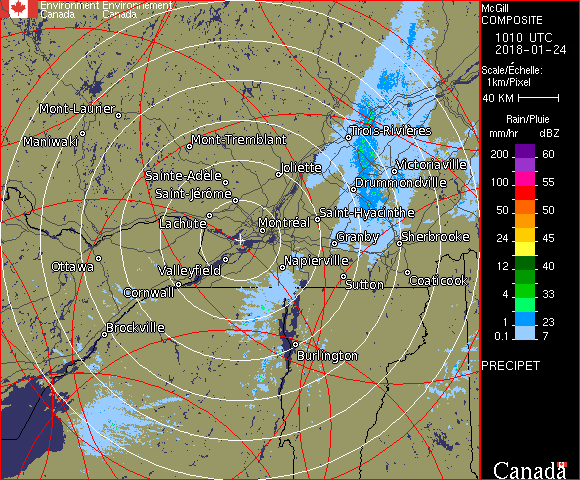 Environment Environnement
Canada Canada
McGill
COMPOSITE
1010 UTC
2018-01-24
Scale/Échelle:
1km/Pixel
40 KM
Rain/Pluie
mm/hr dBZ
200 60
100 55
50 50
24 45
12 40
4 33
1 23
0.1 7
PRECIPET
Canada
Mont-Laurier
Maniwaki
Trois-Rivières
Mont-Tremblant
Joliette
Victoriaville
Sainte-Adèle
Drummondville
Saint-Jérôme
Saint-Hyacinthe
Lachute
Montréal
Granby
Sherbrooke
Ottawa
Valleyfield
Napierville
Cornwall
Sutton
Coaticook
Brockville
Burlington